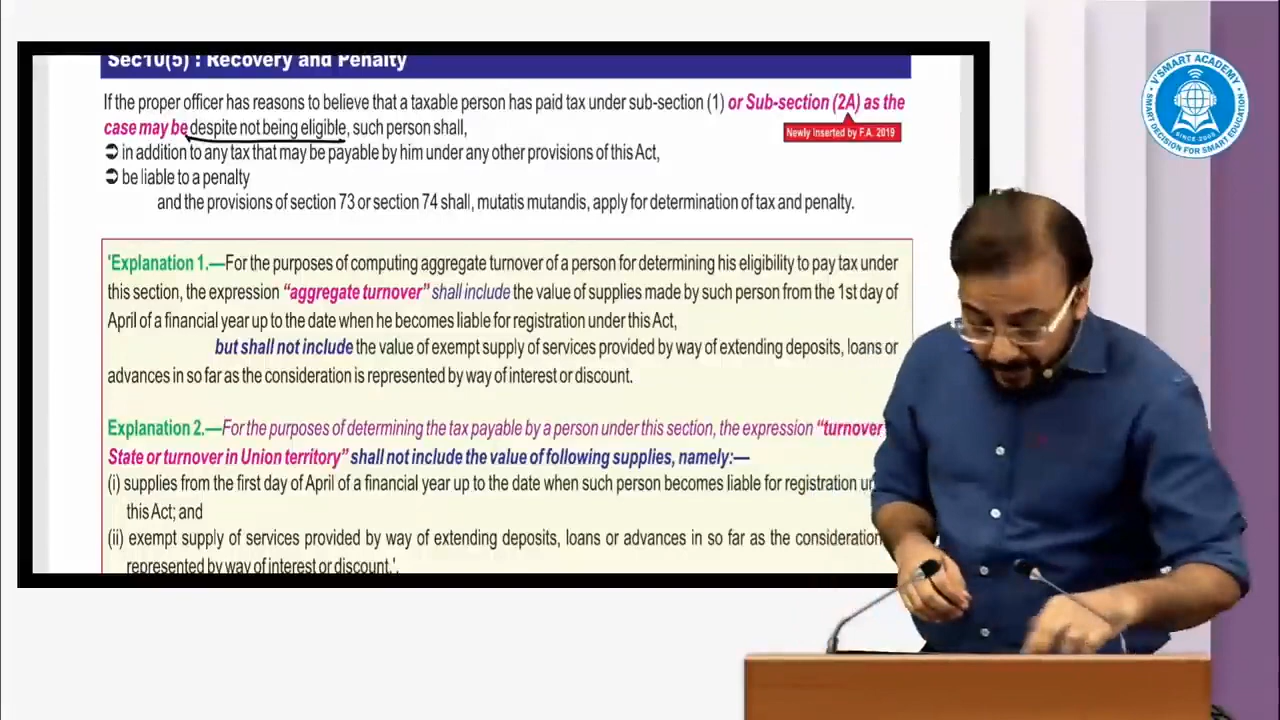 Sec10(5) : Recovery and Penalty
If the proper officer has reasons to believe that a taxable person has paid tax under sub-section (1) or Sub-section (2A) as the
case may be despite not being eligible, such person shall,
Newly Inserted by F.A. 2019
➲ in addition to any tax that may be payable by him under any other provisions of this Act,
➲ be liable to a penalty
and the provisions of section 73 or section 74 shall, mutatis mutandis, apply for determination of tax and penalty.
'Explanation 1.—For the purposes of computing aggregate turnover of a person for determining his eligibility to pay tax under
this section, the expression “aggregate turnover” shall include the value of supplies made by such person from the 1st day of
April of a financial year up to the date when he becomes liable for registration under this Act,
but shall not include the value of exempt supply of services provided by way of extending deposits, loans or
advances in so far as the consideration is represented by way of interest or discount.
Explanation 2.—For the purposes of determining the tax payable by a person under this section, the expression “turnover
State or turnover in Union territory” shall not include the value of following supplies, namely:—
(i) supplies from the first day of April of a financial year up to the date when such person becomes liable for registration
this Act; and
(ii) exempt supply of services provided by way of extending deposits, loans or advances in so far as the consideration
represented by way of interest or discount.'.
V'SMART ACADEMY
SMART DECISION FOR SMART EDUCATION
SINCE 2005